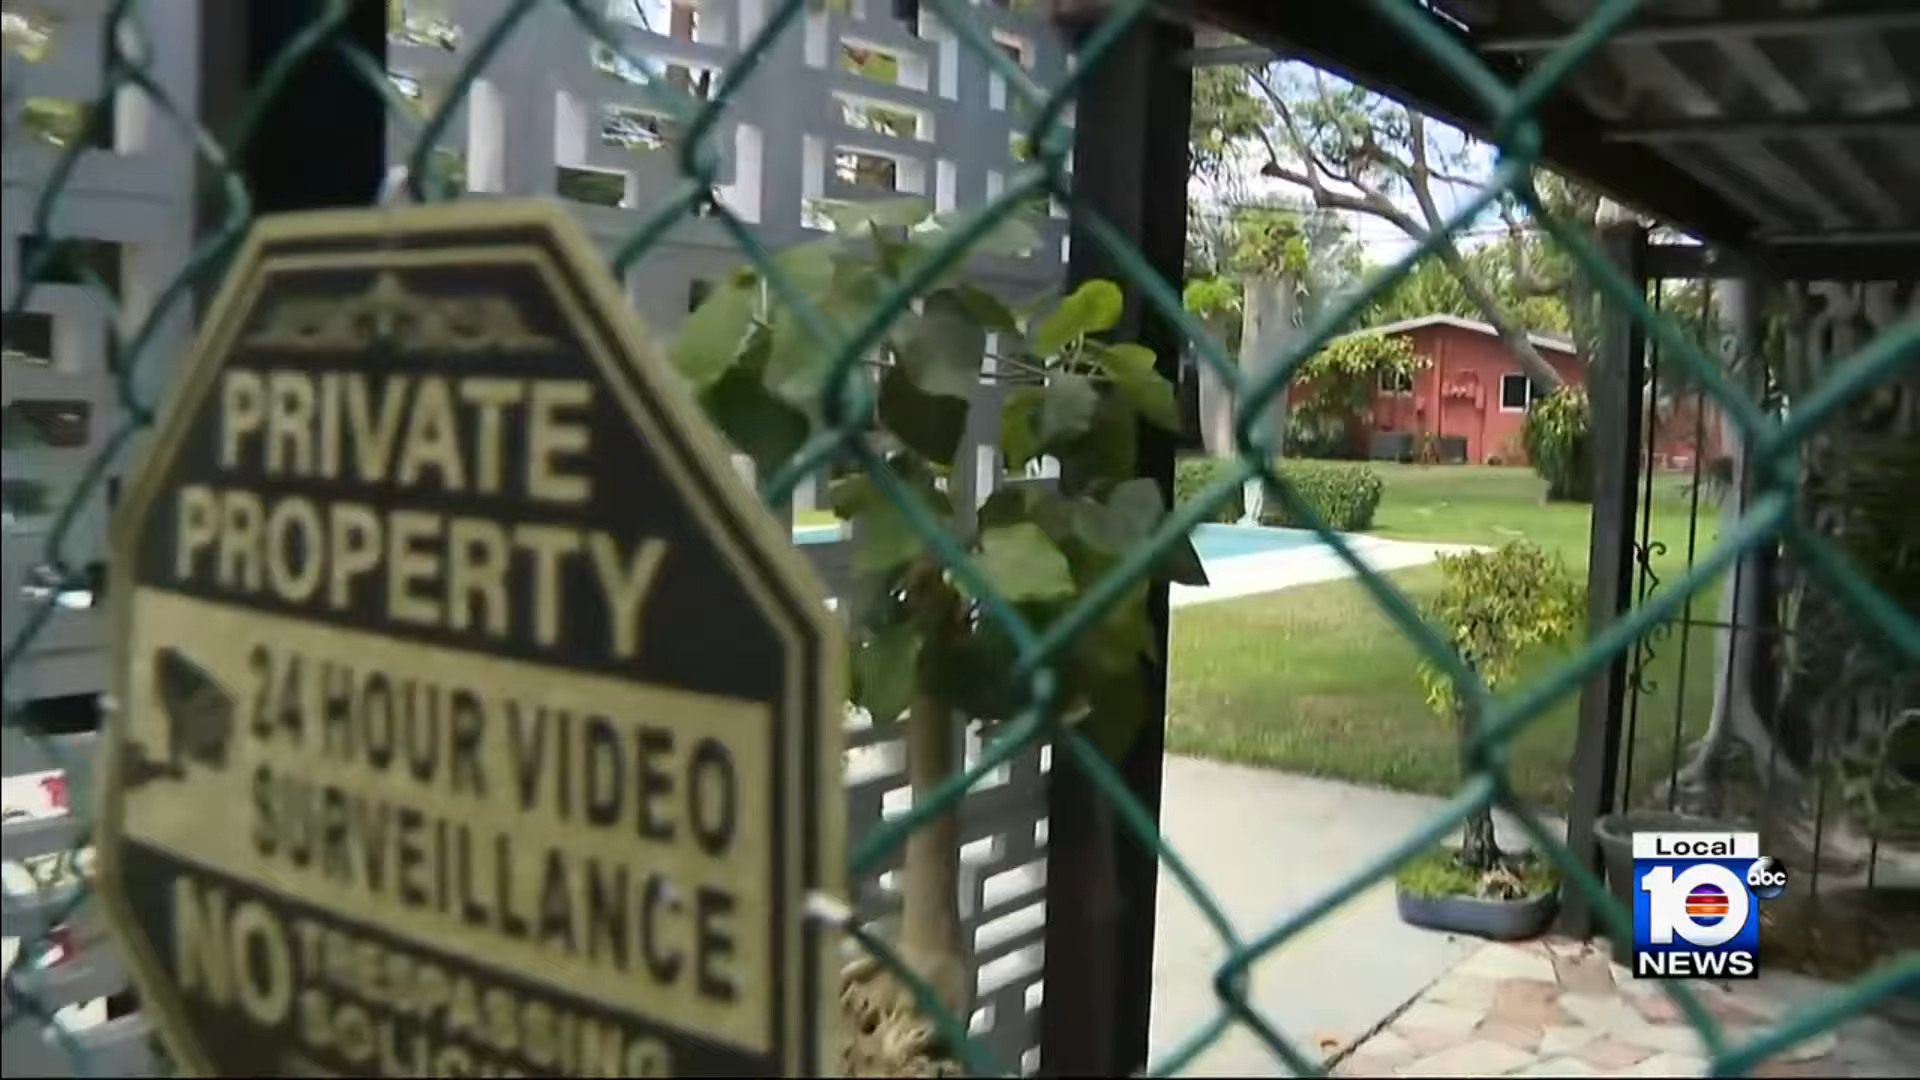 PRIVATE
PROPERTY
24 HOUR VIDEO
SURVEILLANCE
NO
TRESPASSING
Local
10
abc
NEWS